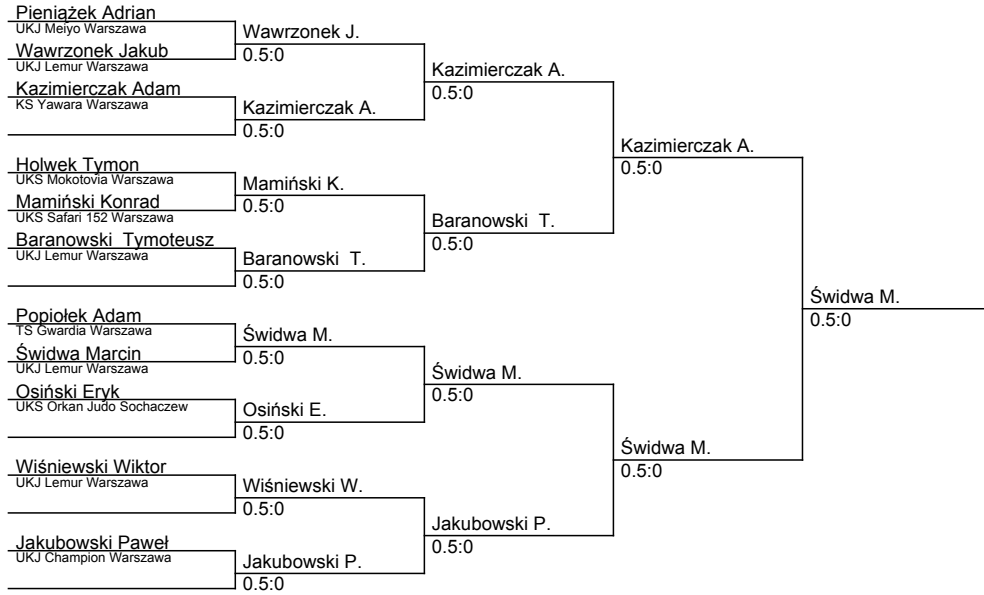 Pieniążek Adrian
UKJ Meiyo Warszawa
Wawrzonek J.
0.5:0
Wawrzonek Jakub
UKJ Lemur Warszawa
Kazimierczak A.
0.5:0
Kazimierczak Adam
KS Yawara Warszawa
Kazimierczak A.
0.5:0
Kazimierczak A.
0.5:0
Holwek Tymon
UKS Mokotovia Warszawa
Mamiński K.
0.5:0
Mamiński Konrad
UKS Safari 152 Warszawa
Baranowski  T.
0.5:0
Baranowski  Tymoteusz
UKJ Lemur Warszawa
Baranowski  T.
0.5:0
Świdwa M.
0.5:0
Popiołek Adam
TS Gwardia Warszawa
Świdwa M.
0.5:0
Świdwa Marcin
UKJ Lemur Warszawa
Świdwa M.
0.5:0
Osiński Eryk
UKS Orkan Judo Sochaczew
Osiński E.
0.5:0
Świdwa M.
0.5:0
Wiśniewski Wiktor
UKJ Lemur Warszawa
Wiśniewski W.
0.5:0
Jakubowski P.
0.5:0
Jakubowski Paweł
UKJ Champion Warszawa
Jakubowski P.
0.5:0